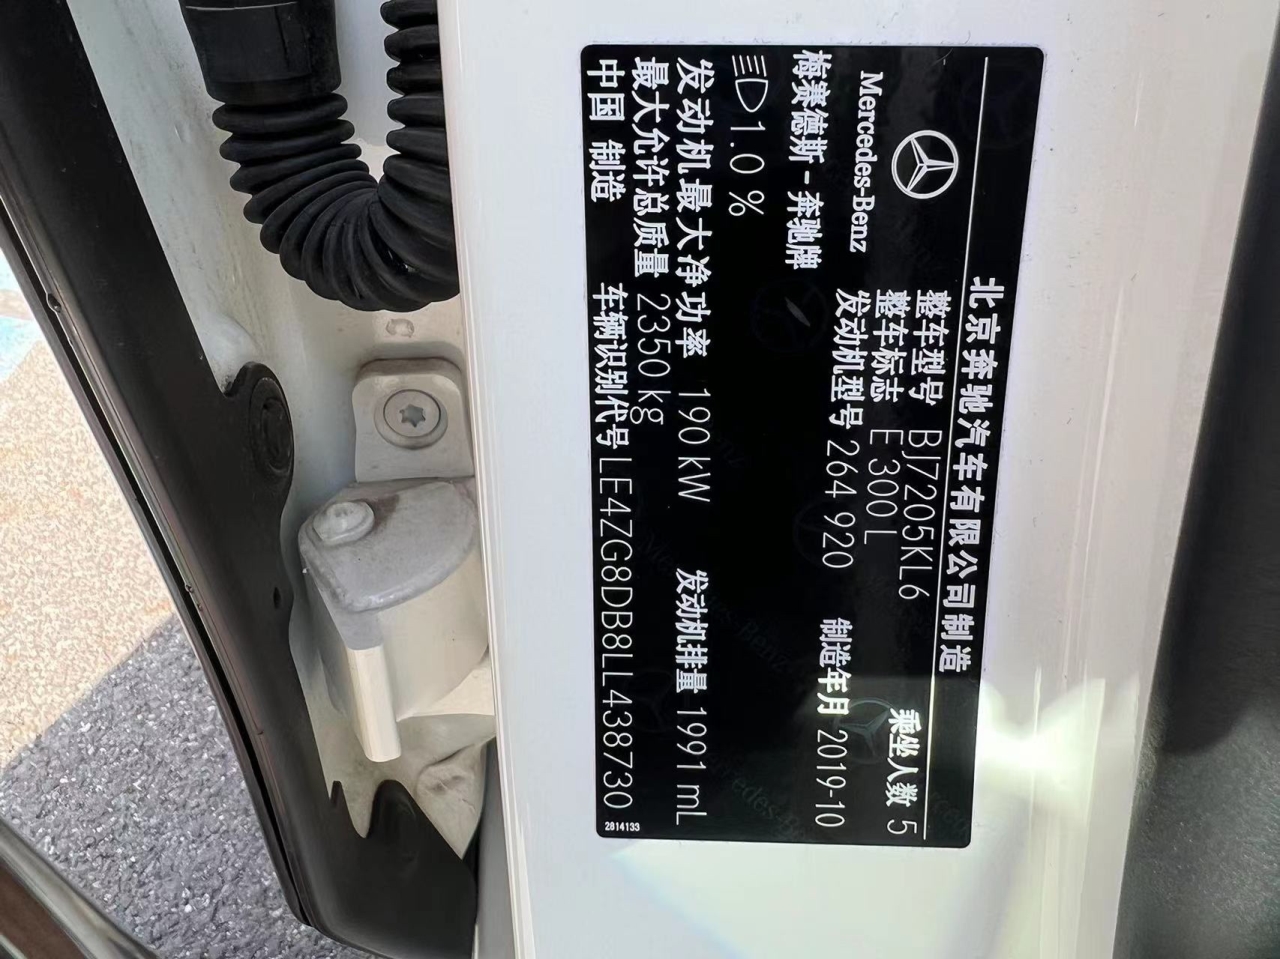 北京奔驰汽车有限公司制造
Mercedes-Benz
梅赛德斯-奔驰牌
整车型号 BJ7205KL6 乘坐人数 5
整车标志 E 300 L
发动机型号 264 920 制造年月 2019-10
1.0 %
发动机最大净功率 190 kW 发动机排量 1991 mL
最大允许总质量 2350 kg
中国 制造 车辆识别代号 LE4ZG8DB8LL438730
2814133